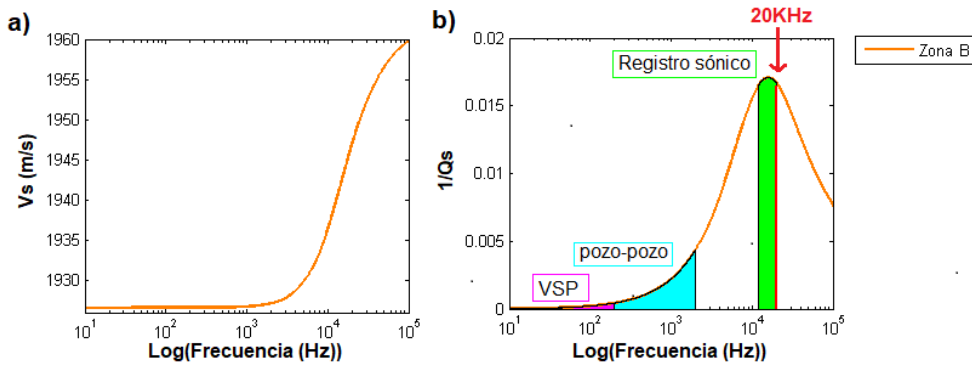 a)
1960
1955
1950
1945
1940
1935
1930
Vs (m/s)
10^1
10^2
10^3
10^4
10^5
Log(Frecuencia (Hz))
b)
20KHz
0.02
0.015
0.01
0.005
0
1/Qs
Registro sónico
pozo-pozo
VSP
10^1
10^2
10^3
10^4
10^5
Log(Frecuencia (Hz))
Zona B